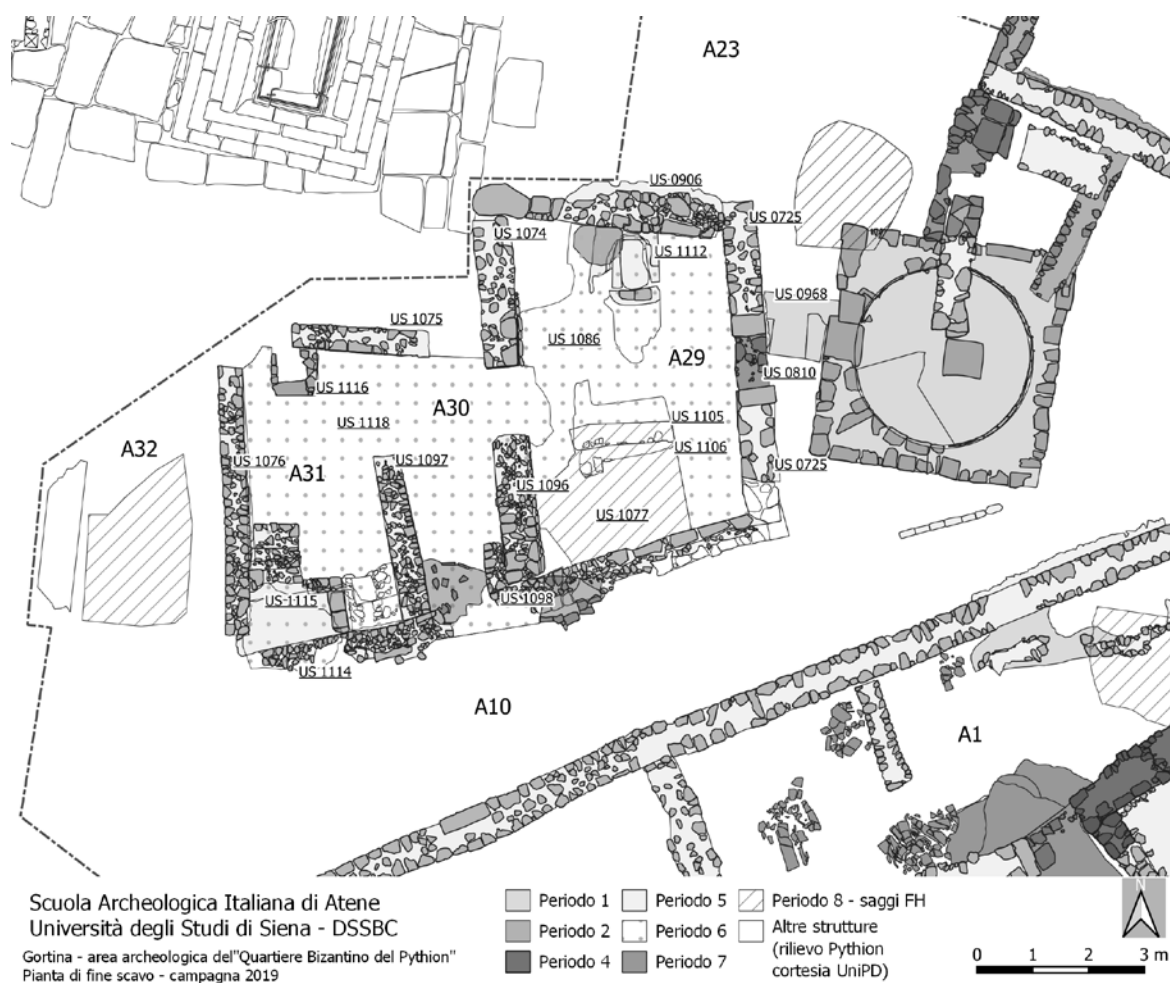 A23
US 0906
US 0725
US 1074
US 1112
US 0968
US 1075
US 1086
A29
US 0810
US 1116
A30
US 1118
US 1105
A32
US 1106
US 1097
US 1076
A31
US 0725
US 1096
US 1077
US 1115
US 1098
US 1114
A10
A1
Scuola Archeologica Italiana di Atene
Università degli Studi di Siena - DSSBC
Gortina - area archeologica del"Quartiere Bizantino del Pythion"
Pianta di fine scavo - campagna 2019
Periodo 1
Periodo 2
Periodo 4
Periodo 5
Periodo 6
Periodo 7
Periodo 8 - saggi FH
Altre strutture
(rilievo Pythion
cortesia UniPD)
N
0 1 2 3 m